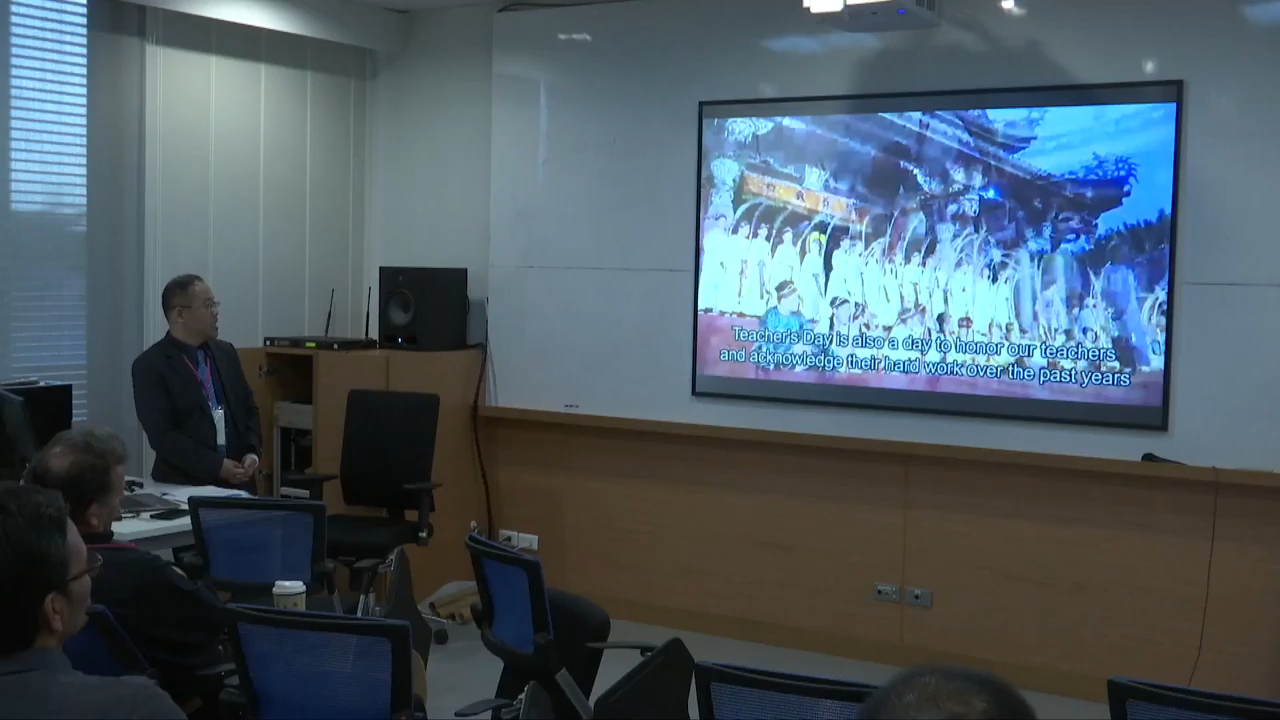 Teacher's Day is also a day to honor our teachers
and acknowledge their hard work over the past years